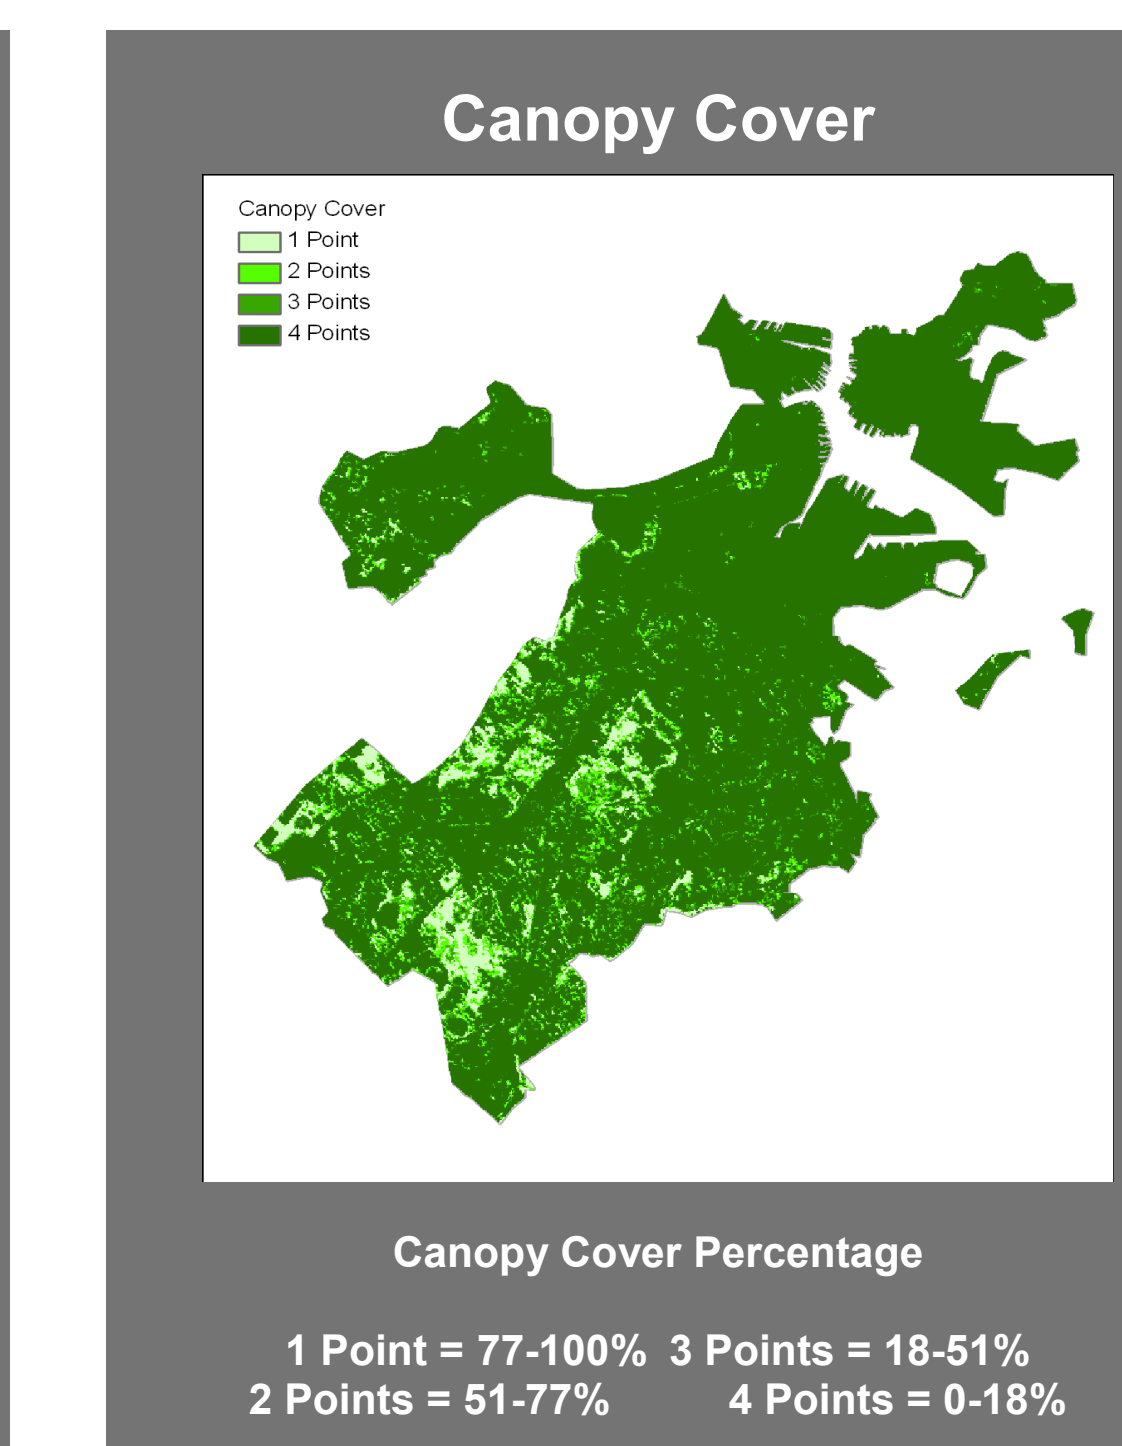 Canopy Cover
Canopy Cover
1 Point
2 Points
3 Points
4 Points
Canopy Cover Percentage
1 Point = 77-100% 3 Points = 18-51%
2 Points = 51-77% 4 Points = 0-18%